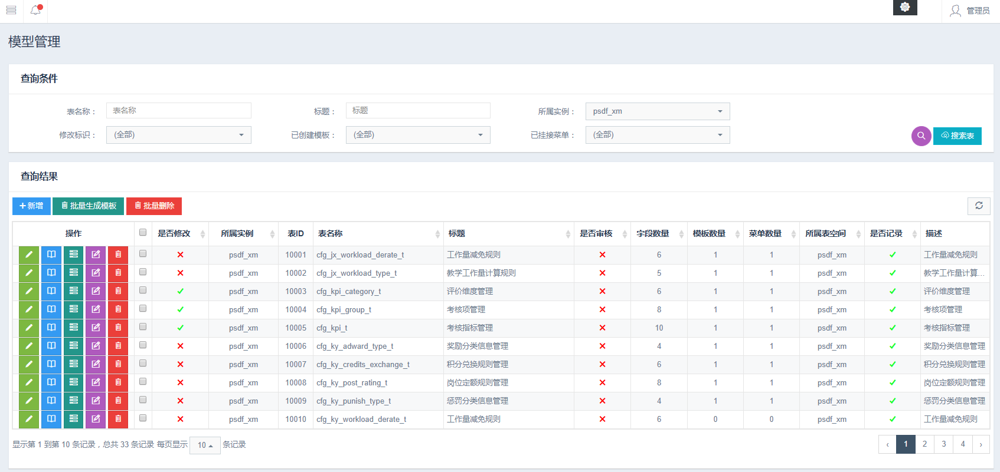 管理员
模型管理
查询条件
表名称： 表名称 标题： 标题 所属实例： psdf_xm
修改标识： (全部) 已创建模板： (全部) 已挂接菜单： (全部) 搜索表
查询结果
新增 批量生成模板 批量删除
操作 是否修改 所属实例 表ID 表名称 标题 是否审核 字段数量 模板数量 菜单数量 所属表空间 是否记录 描述
psdf_xm 10001 cfg_jx_workload_derate_t 工作量减免规则 6 1 1 psdf_xm 工作量减免规则
psdf_xm 10002 cfg_jx_workload_type_t 教学工作量计算规则 5 1 1 psdf_xm 教学工作量计算...
psdf_xm 10003 cfg_kpi_category_t 评价维度管理 6 1 1 psdf_xm 评价维度管理
psdf_xm 10004 cfg_kpi_group_t 考核项管理 8 1 1 psdf_xm 考核项管理
psdf_xm 10005 cfg_kpi_t 考核指标管理 10 1 1 psdf_xm 考核指标管理
psdf_xm 10006 cfg_ky_adward_type_t 奖励分类信息管理 4 1 1 psdf_xm 奖励分类信息管理
psdf_xm 10007 cfg_ky_credits_exchange_t 积分兑换规则管理 6 1 1 psdf_xm 积分兑换规则管理
psdf_xm 10008 cfg_ky_post_rating_t 岗位定额规则管理 8 1 1 psdf_xm 岗位定额规则管理
psdf_xm 10009 cfg_ky_punish_type_t 惩罚分类信息管理 4 1 1 psdf_xm 惩罚分类信息管理
psdf_xm 10010 cfg_ky_workload_derate_t 工作量减免规则 6 0 0 psdf_xm 工作量减免规则
显示第 1 到第 10 条记录，总共 33 条记录 每页显示 10 条记录 ‹ 1 2 3 4 ›